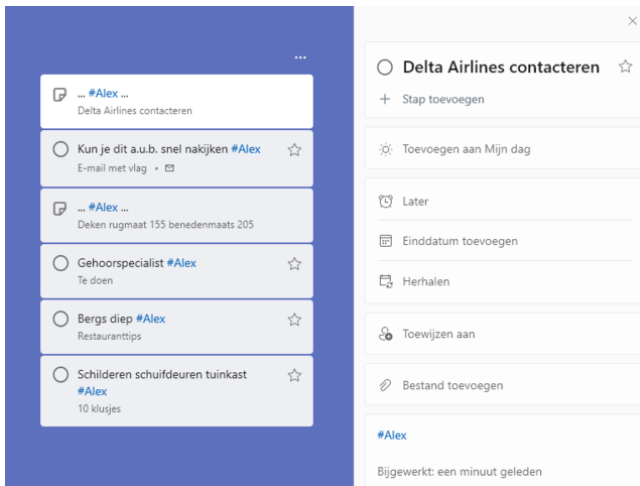 ...
... #Alex ...
Delta Airlines contacteren
Kun je dit a.u.b. snel nakijken #Alex
E-mail met vlag •
... #Alex ...
Deken rugmaat 155 benedenmaats 205
Gehoorspecialist #Alex
Te doen
Bergs diep #Alex
Restauranttips
Schilderen schuifdeuren tuinkast
#Alex
10 klusjes
Delta Airlines contacteren
Stap toevoegen
Toevoegen aan Mijn dag
Later
Einddatum toevoegen
Herhalen
Toewijzen aan
Bestand toevoegen
#Alex
Bijgewerkt: een minuut geleden